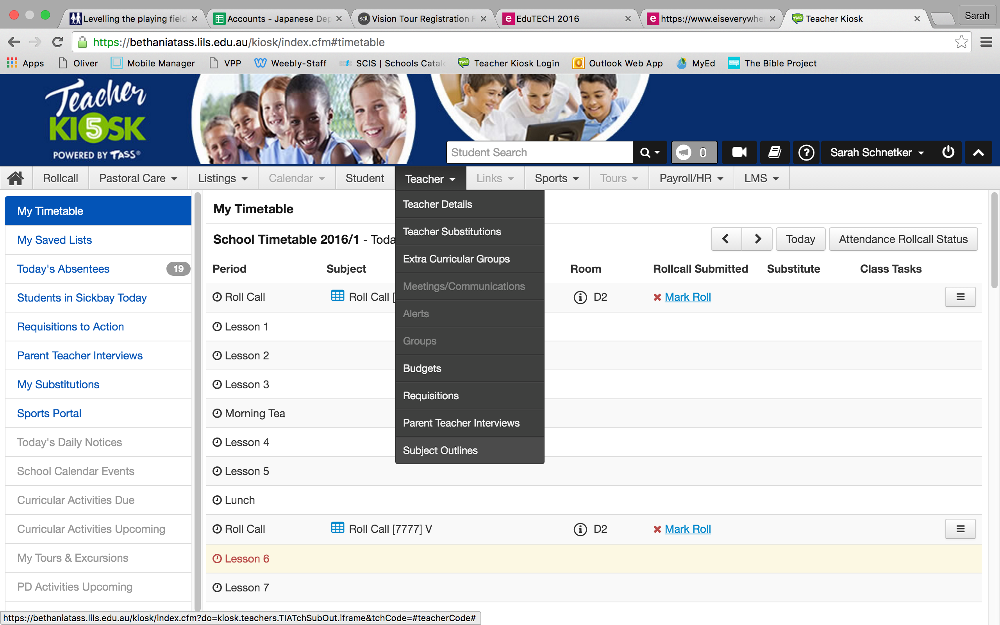 Levelling the playing field
Accounts - Japanese Dep
scil Vision Tour Registration F
e EduTECH 2016
e https://www.eiseverywhe
Teacher Kiosk
Sarah
https://bethaniatass.lils.edu.au/kiosk/index.cfm#timetable
Apps
Oliver
Mobile Manager
VPP
Weebly-Staff
SCIS | Schools Catalo
Teacher Kiosk Login
Outlook Web App
MyEd
The Bible Project
Teacher
KI5SK
POWERED BY TASS®
Student Search
0
Sarah Schnetker
Rollcall
Pastoral Care
Listings
Calendar
Student
Teacher
Links
Sports
Tours
Payroll/HR
LMS
My Timetable
My Saved Lists
Today's Absentees 19
Students in Sickbay Today
Requisitions to Action
Parent Teacher Interviews
My Substitutions
Sports Portal
Today's Daily Notices
School Calendar Events
Curricular Activities Due
Curricular Activities Upcoming
My Tours & Excursions
PD Activities Upcoming
Teacher Details
Teacher Substitutions
Extra Curricular Groups
Meetings/Communications
Alerts
Groups
Budgets
Requisitions
Parent Teacher Interviews
Subject Outlines
My Timetable
School Timetable 2016/1 - Toda
Today
Attendance Rollcall Status
Period Subject Room Rollcall Submitted Substitute Class Tasks
Roll Call Roll Call [ D2 Mark Roll
Lesson 1
Lesson 2
Lesson 3
Morning Tea
Lesson 4
Lesson 5
Lunch
Roll Call Roll Call [7777] V D2 Mark Roll
Lesson 6
Lesson 7
https://bethaniatass.lils.edu.au/kiosk/index.cfm?do=kiosk.teachers.TIATchSubOut.iframe&tchCode=#teacherCode#